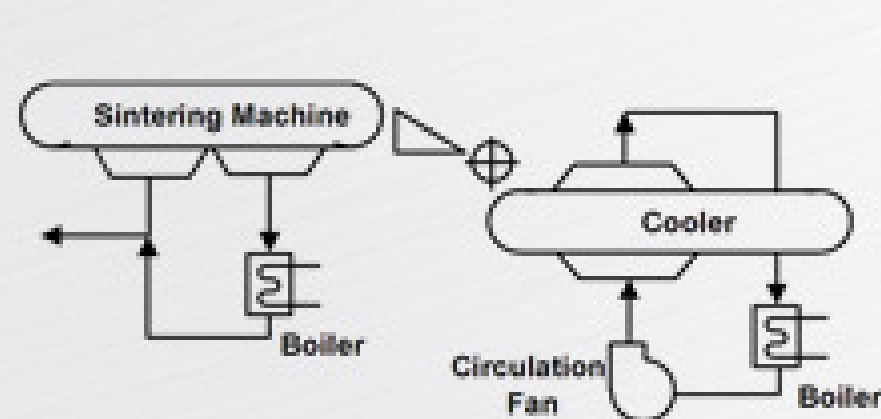 Sintering Machine
Cooler
Boiler
Circulation
Fan
Boiler